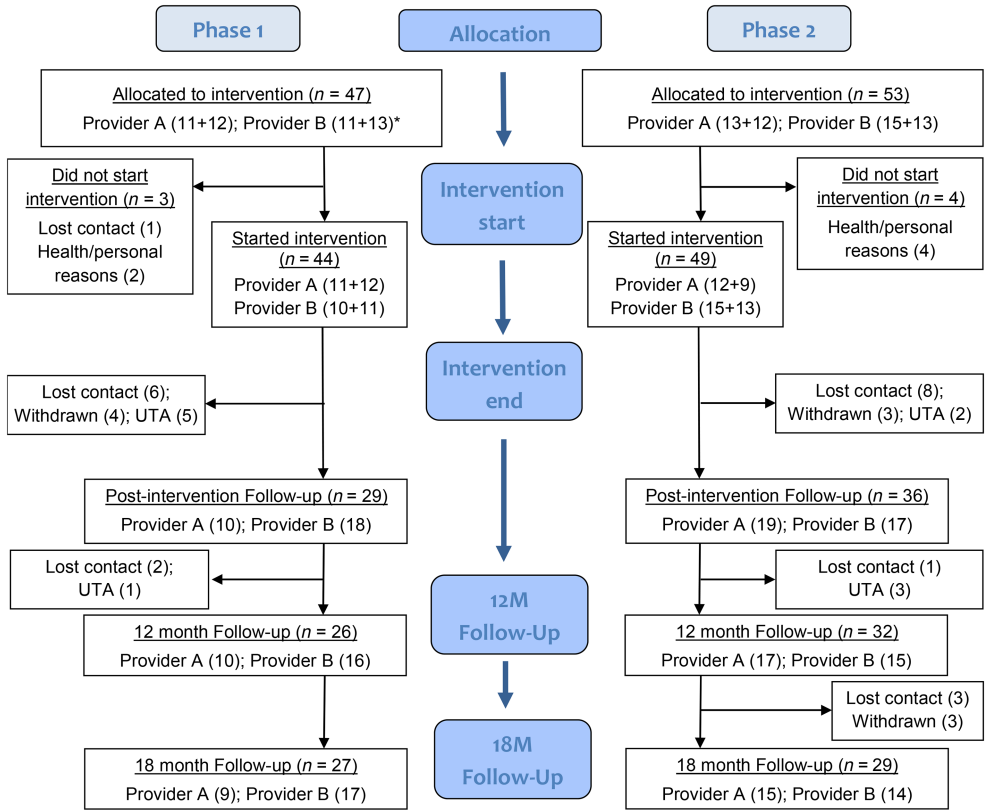 Phase 1
Allocation
Phase 2
Allocated to intervention (n = 47)
Provider A (11+12); Provider B (11+13)*
Allocated to intervention (n = 53)
Provider A (13+12); Provider B (15+13)
Did not start
intervention (n = 3)
Lost contact (1)
Health/personal
reasons (2)
Intervention
start
Did not start
intervention (n = 4)
Health/personal
reasons (4)
Started intervention
(n = 44)
Provider A (11+12)
Provider B (10+11)
Started intervention
(n = 49)
Provider A (12+9)
Provider B (15+13)
Intervention
end
Lost contact (6);
Withdrawn (4); UTA (5)
Lost contact (8);
Withdrawn (3); UTA (2)
Post-intervention Follow-up (n = 29)
Provider A (10); Provider B (18)
Post-intervention Follow-up (n = 36)
Provider A (19); Provider B (17)
Lost contact (2);
UTA (1)
Lost contact (1)
UTA (3)
12M
Follow-Up
12 month Follow-up (n = 26)
Provider A (10); Provider B (16)
12 month Follow-up (n = 32)
Provider A (17); Provider B (15)
Lost contact (3)
Withdrawn (3)
18M
Follow-Up
18 month Follow-up (n = 27)
Provider A (9); Provider B (17)
18 month Follow-up (n = 29)
Provider A (15); Provider B (14)